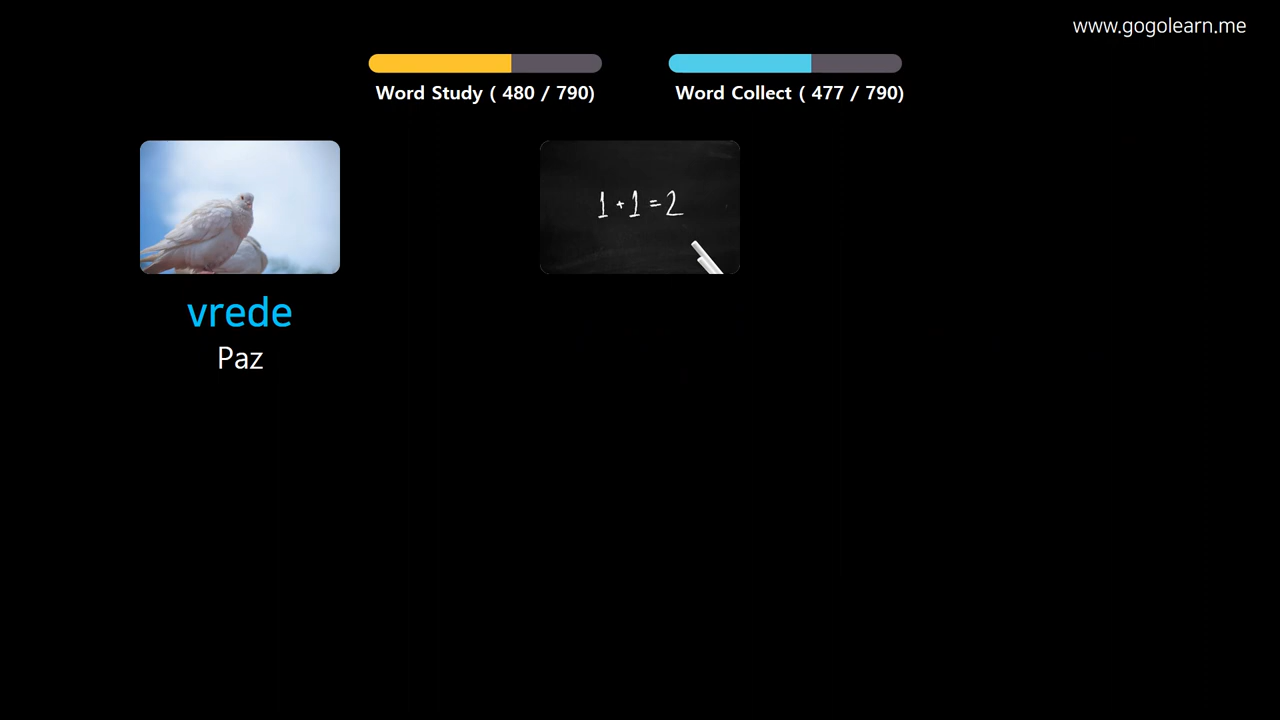 www.gogolearn.me
Word Study ( 480 / 790)
Word Collect ( 477 / 790)
1 + 1 = 2
vrede
Paz